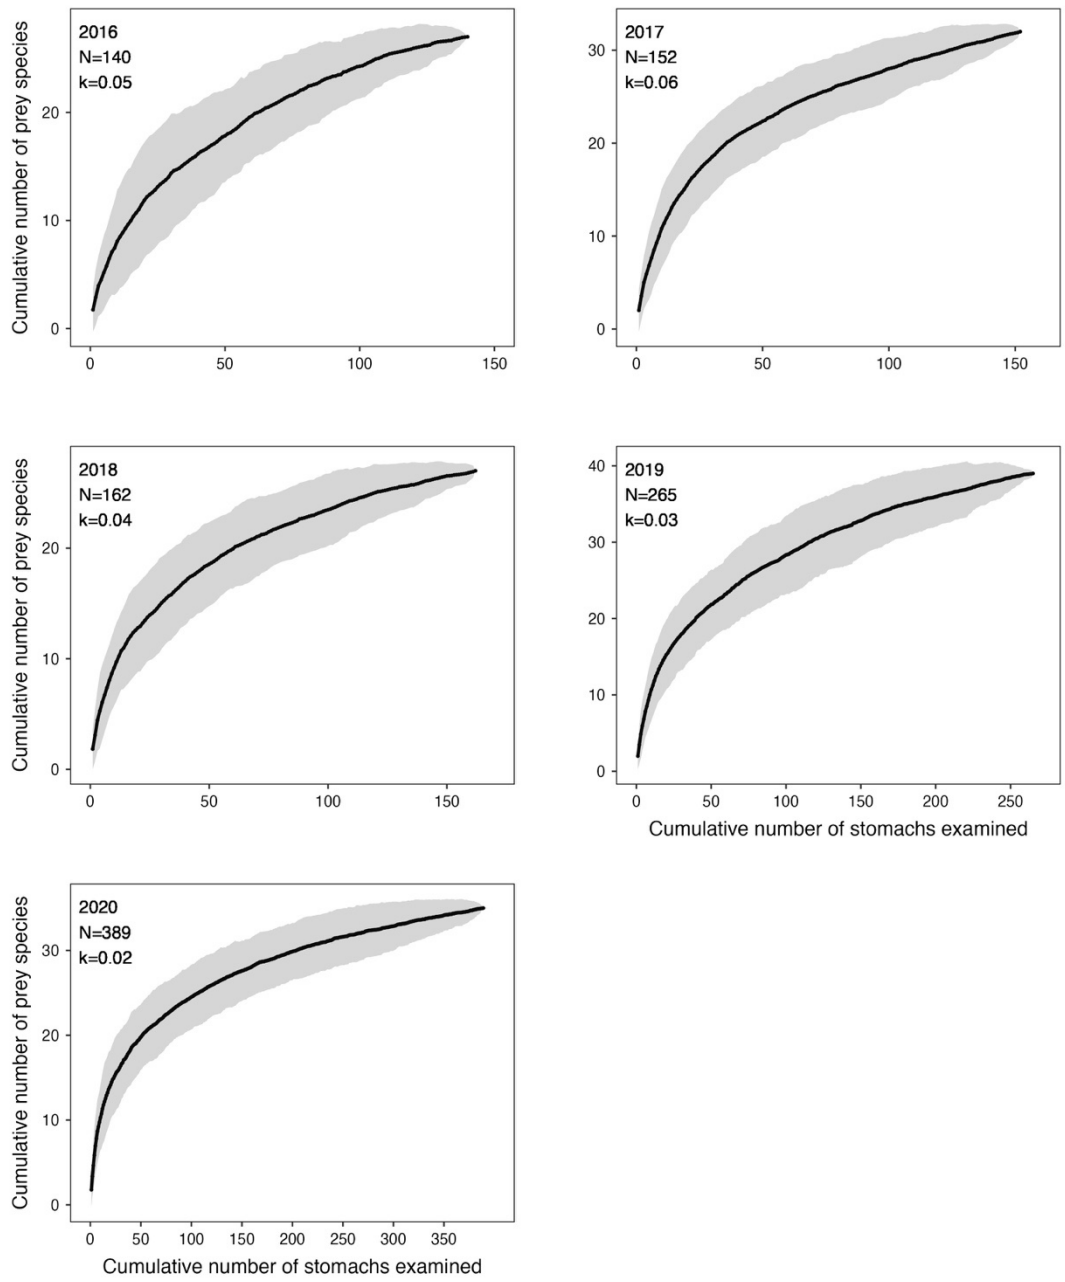 Cumulative number of prey species
2016
N=140
k=0.05
20
10
0
0 50 100 150
2017
N=152
k=0.06
30
20
10
0
0 50 100 150
Cumulative number of prey species
2018
N=162
k=0.04
20
10
0
0 50 100 150
2019
N=265
k=0.03
40
30
20
10
0
0 50 100 150 200 250
Cumulative number of stomachs examined
Cumulative number of prey species
2020
N=389
k=0.02
30
20
10
0
0 50 100 150 200 250 300 350
Cumulative number of stomachs examined